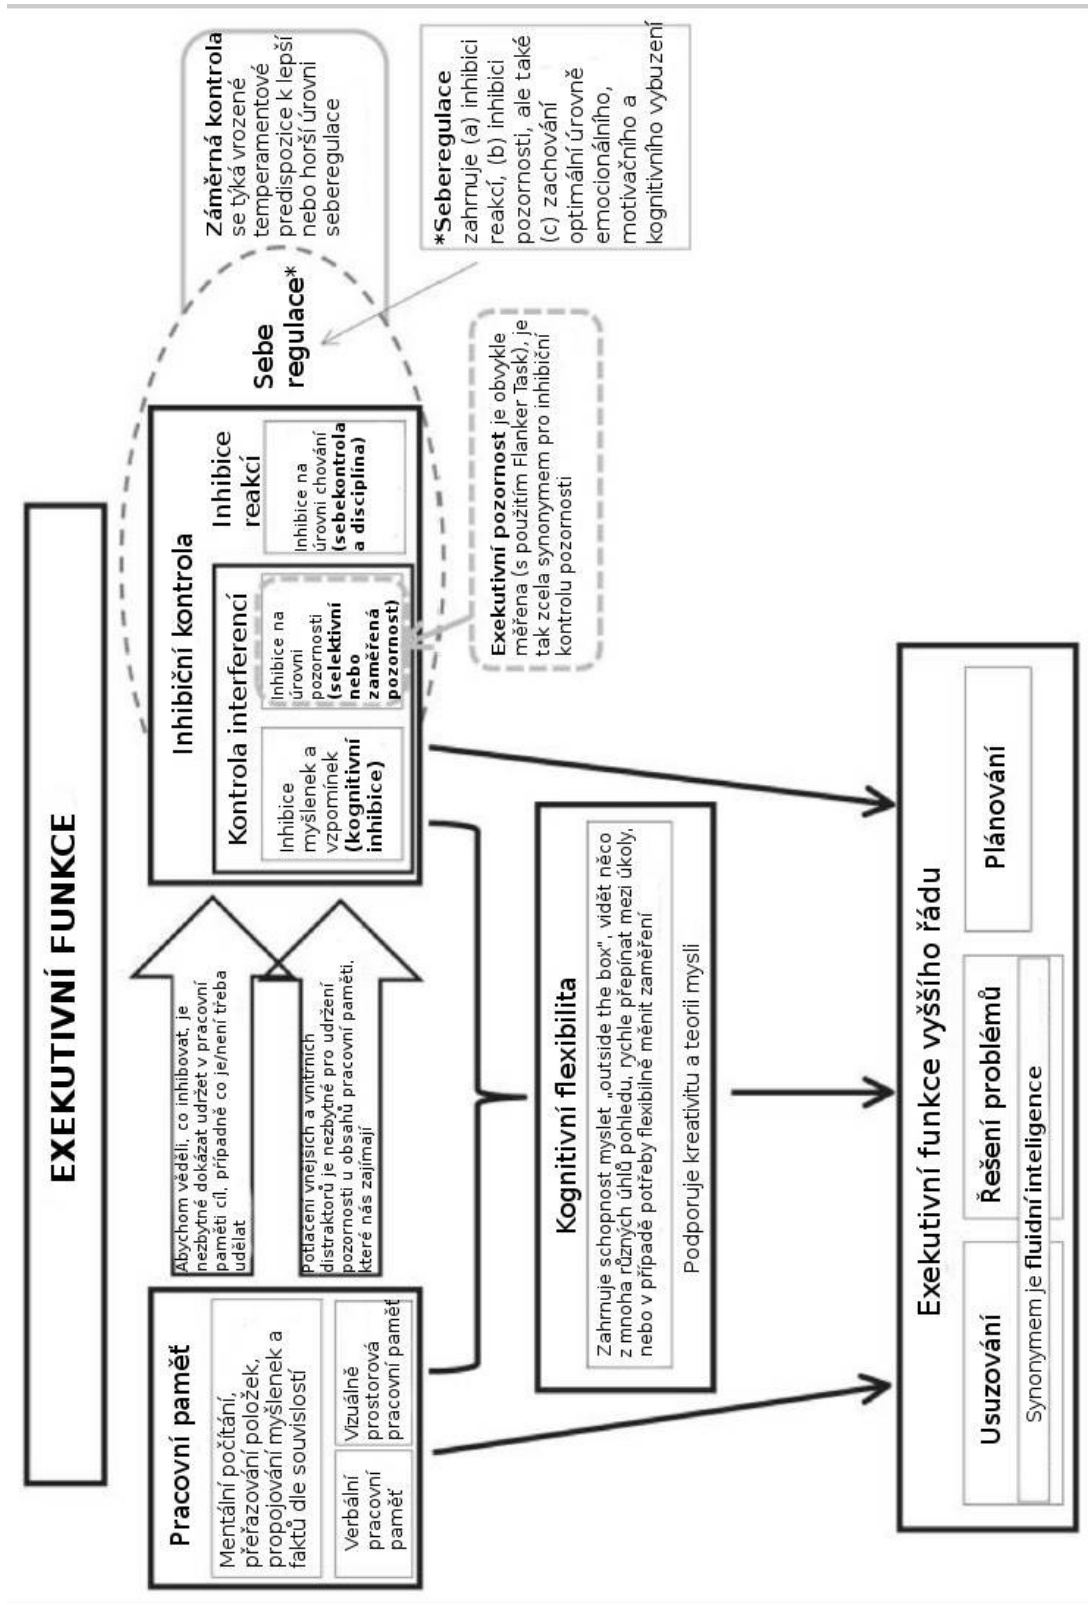 EXEKUTIVNÍ FUNKCE
Pracovní paměť
Mentální počítání,
přeřazování položek,
propojování myšlenek a
faktů dle souvislostí
Verbální
pracovní
paměť
Vizuálně
prostorová
pracovní paměť
Abychom věděli, co inhibovat, je
nezbytné dokázat udržet v pracovní
paměti cíl, případně co je/není třeba
udělat
Potlačení vnějších a vnitřních
distraktorů je nezbytné pro udržení
pozornosti u obsahů pracovní paměti,
které nás zajímají
Inhibiční kontrola
Kontrola interferencí
Inhibice
myšlenek a
vzpomínek
(kognitivní
inhibice)
Inhibice na
úrovni
pozornosti
(selektivní
nebo
zaměřená
pozornost)
Inhibice
reakcí
Inhibice na
úrovni chování
(sebekontrola
a disciplína)
Sebe
regulace*
Záměrná kontrola
se týká vrozené
temperamentové
predispozice k lepší
nebo horší úrovni
seberegulace
*Seberegulace
zahrnuje (a) inhibici
reakcí, (b) inhibici
pozornosti, ale také
(c) zachování
optimální úrovně
emocionálního,
motivačního a
kognitivního vybuzení
Exekutivní pozornost je obvykle
měřena (s použitím Flanker Task), je
tak zcela synonymem pro inhibiční
kontrolu pozornosti
Kognitivní flexibilita
Zahrnuje schopnost myslet „outside the box", vidět něco
z mnoha různých úhlů pohledu, rychle přepínat mezi úkoly,
nebo v případě potřeby flexibilně měnit zaměření
Podporuje kreativitu a teorii mysli
Exekutivní funkce vyššího řádu
Usuzování
Řešení problémů
Plánování
Synonymem je fluidní inteligence